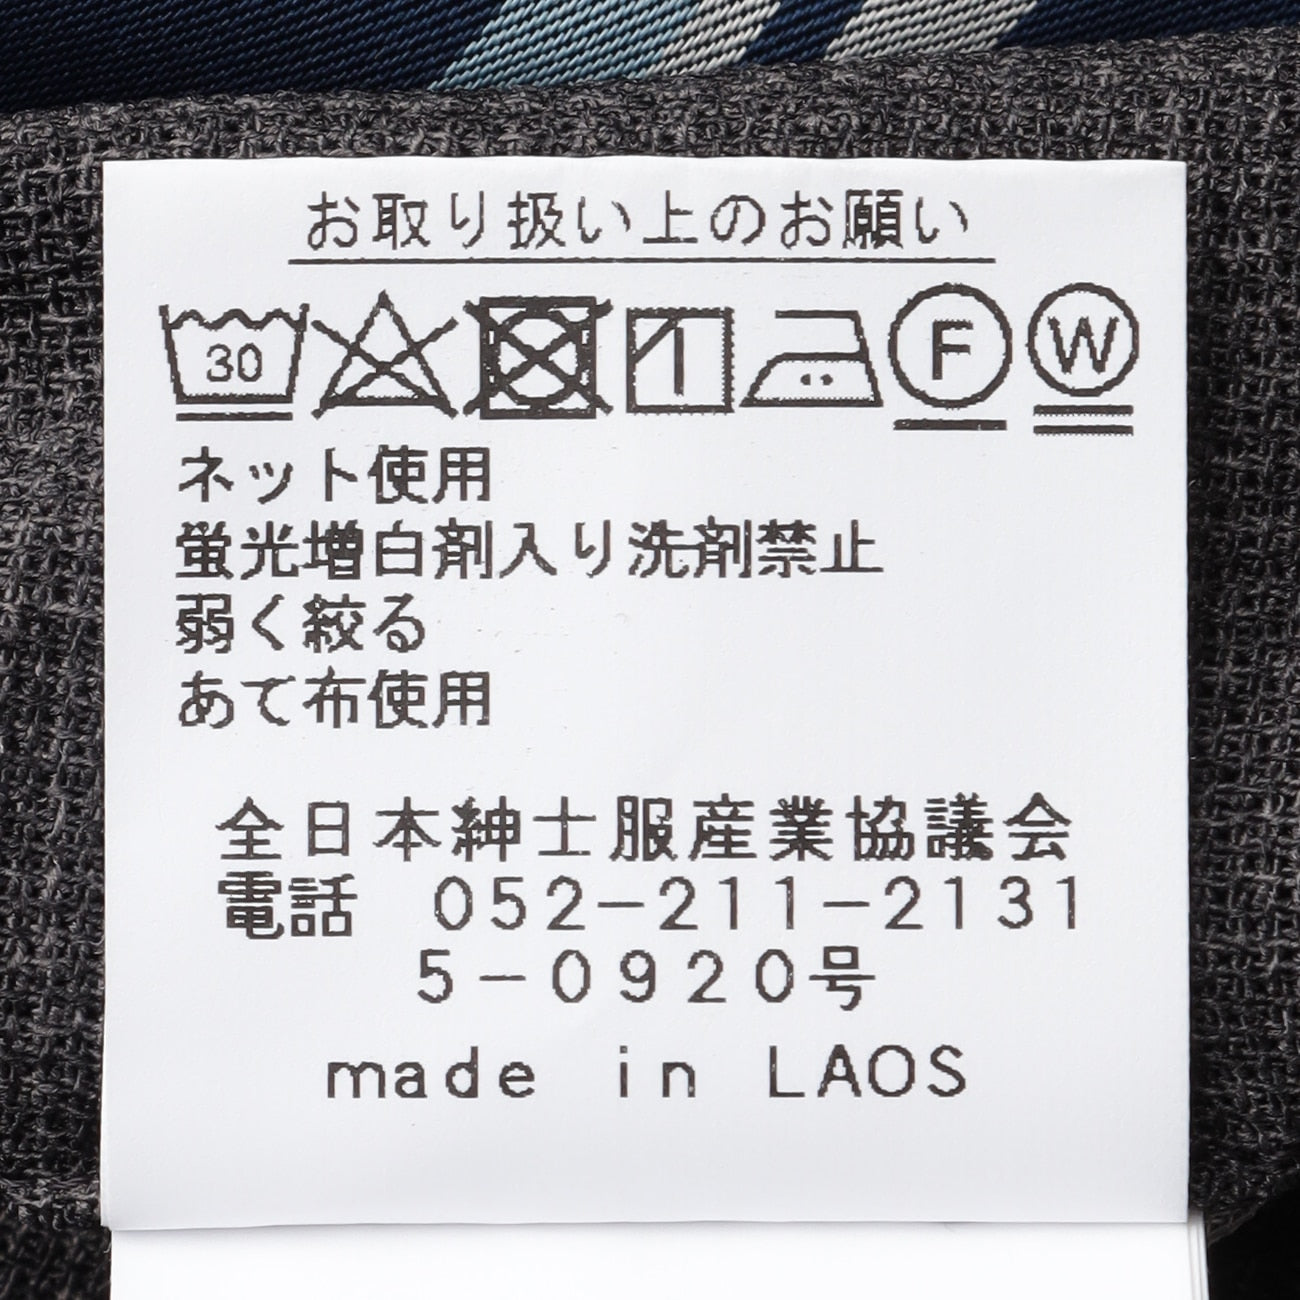 お取り扱い上のお願い
30 F W
ネット使用
蛍光増白剤入り洗剤禁止
弱く絞る
あて布使用
全日本紳士服産業協議会
電話 052-211-2131
5-0920号
made in LAOS